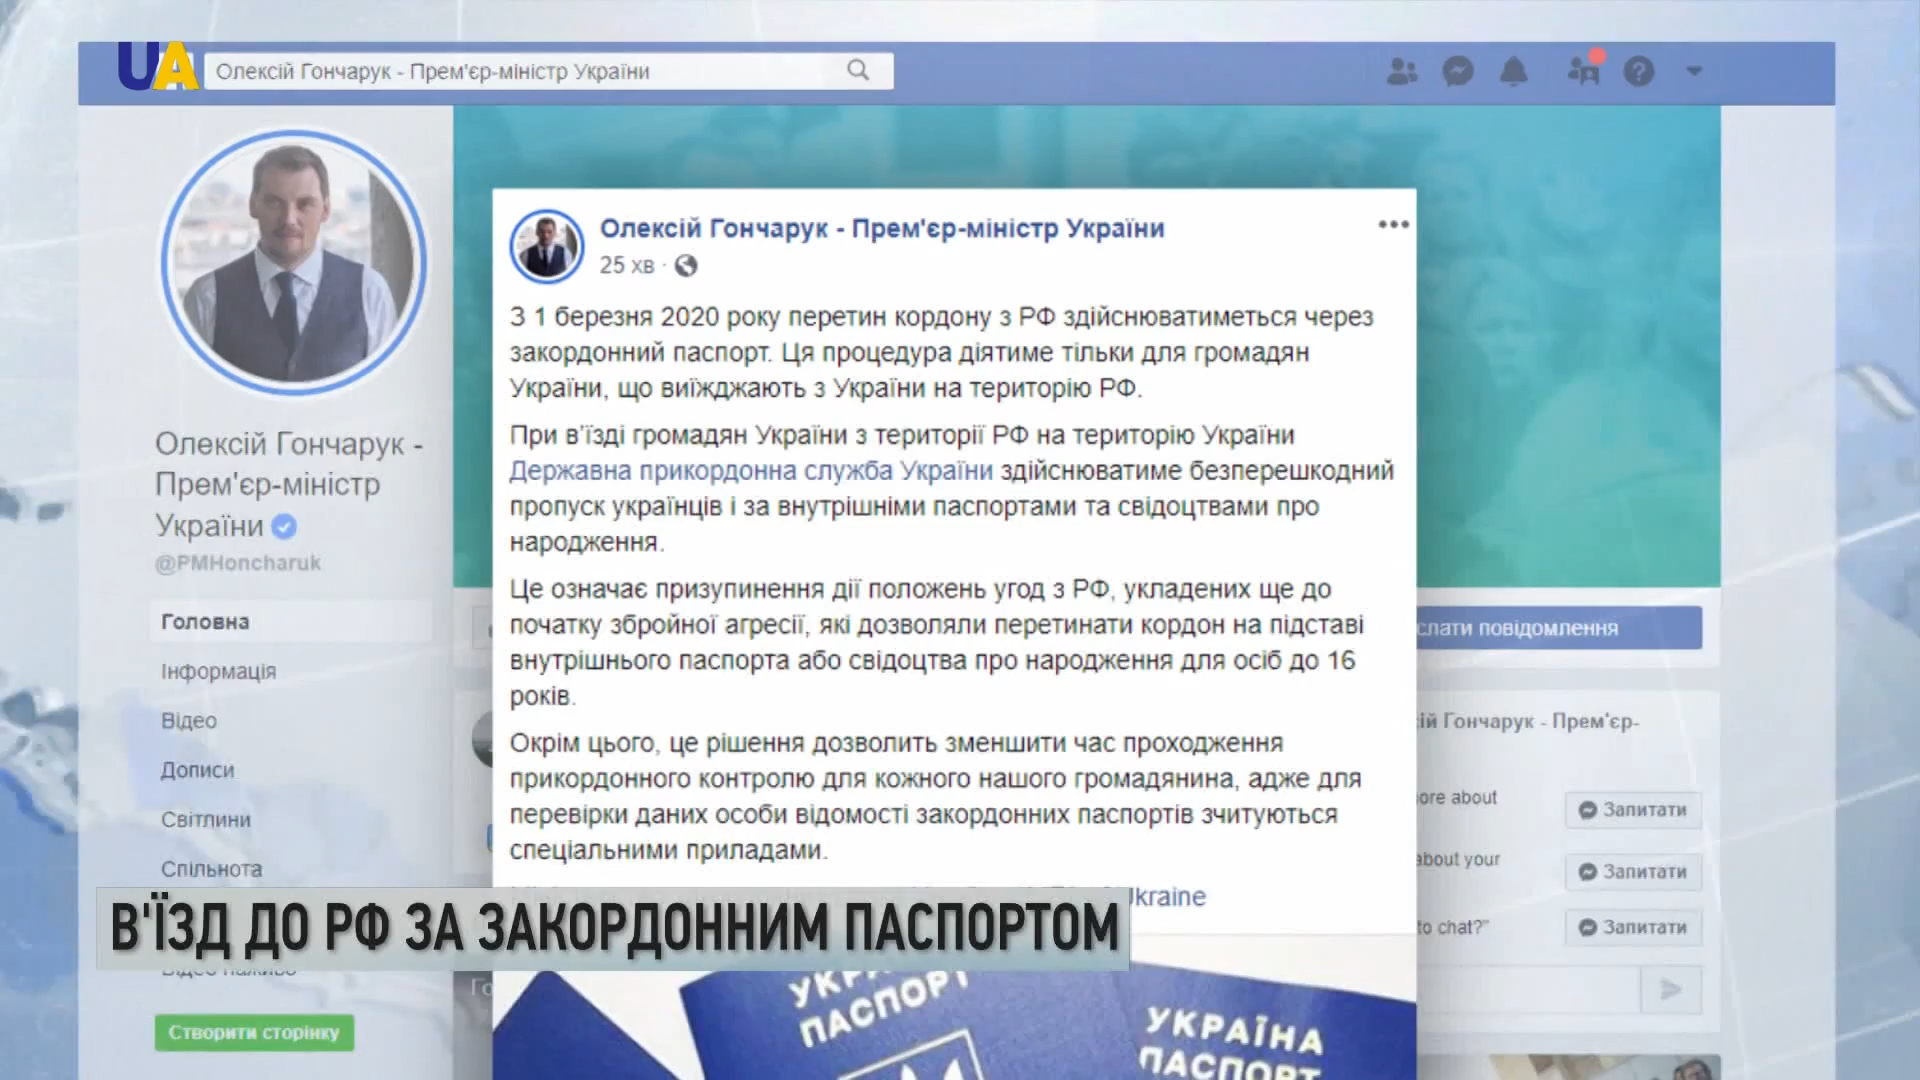 UA
Олексій Гончарук - Прем'єр-міністр України
Олексій Гончарук -
Прем'єр-міністр
України
@PMHoncharuk
Головна
Інформація
Відео
Дописи
Світлини
Спільнота
Відео наживо
Створити сторінку
Олексій Гончарук - Прем'єр-міністр України
25 хв
З 1 березня 2020 року перетин кордону з РФ здійснюватиметься через
закордонний паспорт. Ця процедура діятиме тільки для громадян
України, що виїжджають з України на територію РФ.
При в'їзді громадян України з території РФ на територію України
Державна прикордонна служба України здійснюватиме безперешкодний
пропуск українців і за внутрішніми паспортами та свідоцтвами про
народження.
Це означає призупинення дії положень угод з РФ, укладених ще до
початку збройної агресії, які дозволяли перетинати кордон на підставі
внутрішнього паспорта або свідоцтва про народження для осіб до 16
років.
Окрім цього, це рішення дозволить зменшити час проходження
прикордонного контролю для кожного нашого громадянина, адже для
перевірки даних особи відомості закордонних паспортів зчитуються
спеціальними приладами.
Ukraine
В'ЇЗД ДО РФ ЗА ЗАКОРДОННИМ ПАСПОРТОМ
УКРАЇНА
ПАСПОРТ
УКРАЇНА
ПАСПОРТ
слати повідомлення
ій Гончарук - Прем'єр-
ore about
Запитати
about your
Запитати
to chat?"
Запитати